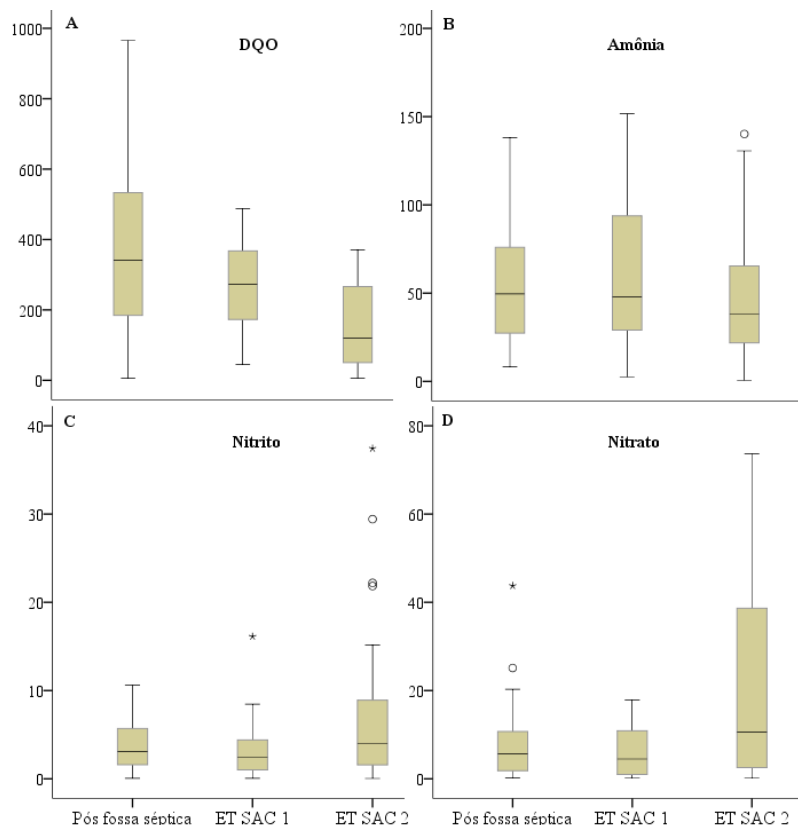 A
DQO
1000
800
600
400
200
0
B
Amônia
200
150
100
50
0
C
Nitrito
40
30
20
10
0
Pós fossa séptica
ET SAC 1
ET SAC 2
D
Nitrato
80
60
40
20
0
Pós fossa séptica
ET SAC 1
ET SAC 2